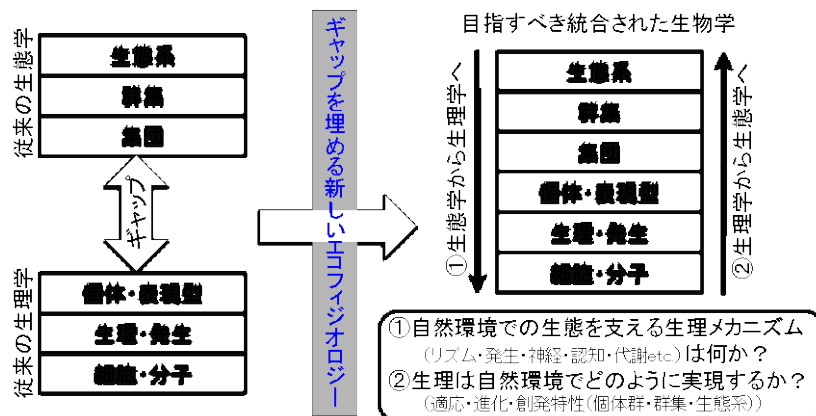 従来の生態学
生態系
群集
集団
ギャップ
従来の生理学
個体・表現型
生理・発生
細胞・分子
ギャップを埋める新しいエコフィジオロジー
目指すべき統合された生物学
①生態学から生理学へ
生態系
群集
集団
個体・表現型
生理・発生
細胞・分子
②生理学から生態学へ
①自然環境での生態を支える生理メカニズム
(リズム・発生・神経・認知・代謝etc.)は何か？
②生理は自然環境でどのように実現するか？
(適応・進化・創発特性(個体群・群集・生態系))